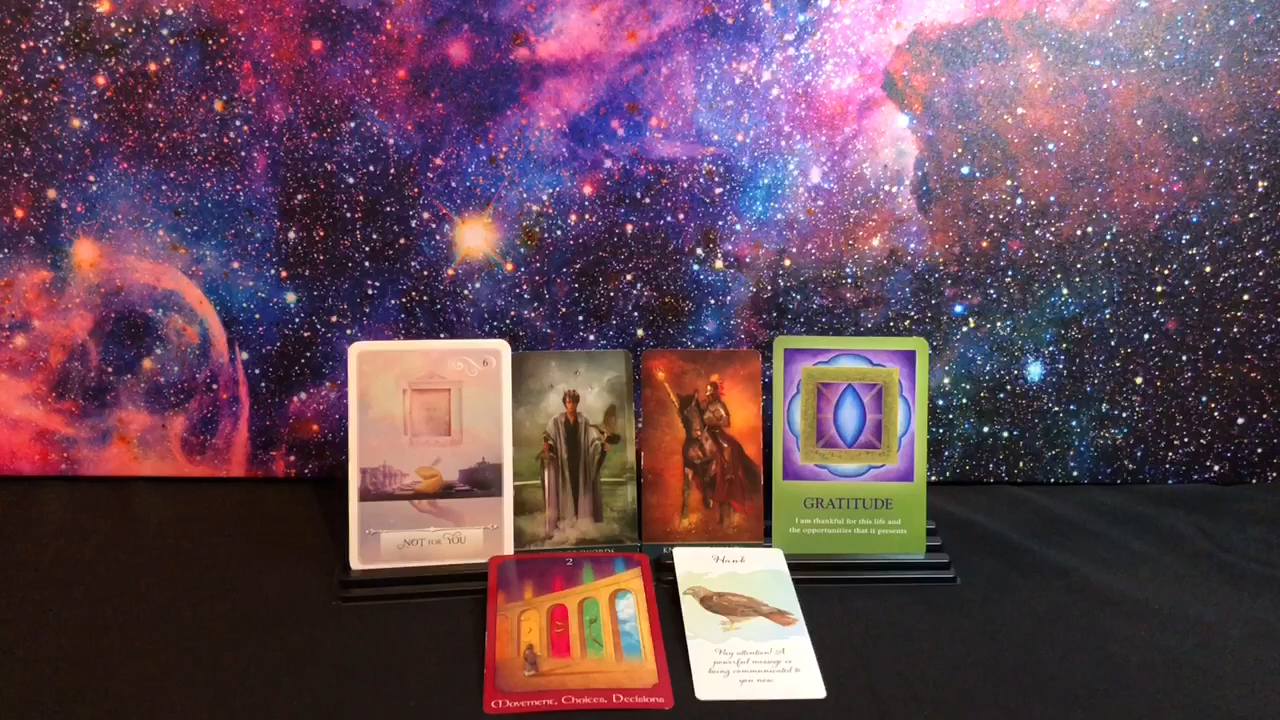 6
NOT FOR YOU
GRATITUDE
I am thankful for this life and
the opportunities that it presents
2
Movement, Choices, Decisions
Hawk
Pay attention! A
powerful message is
being communicated to
you now.